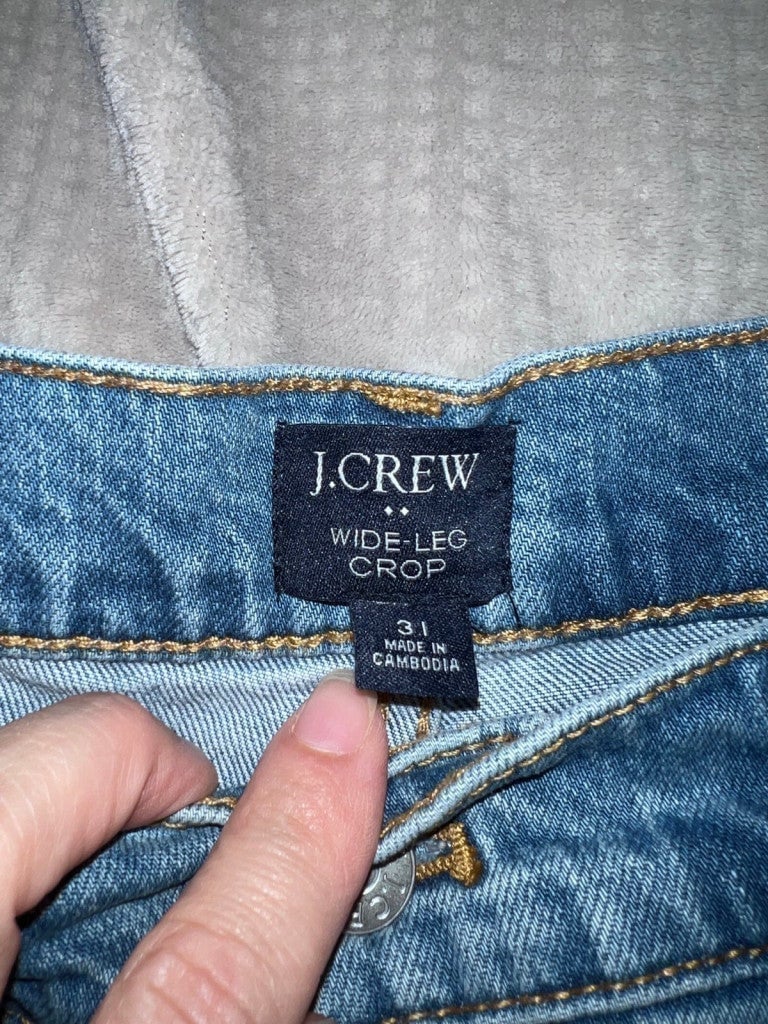 J.CREW
WIDE-LEG
CROP
31
MADE IN
CAMBODIA